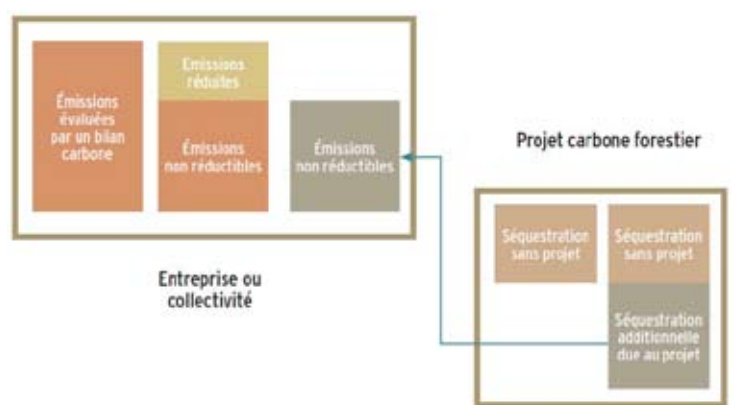 Émissions
évaluées
par un bilan
carbone
Émissions
réduites
Émissions
non réductibles
Émissions
non réductibles
Entreprise ou
collectivité
Projet carbone forestier
Séquestration
sans projet
Séquestration
sans projet
Séquestration
additionnelle
due au projet